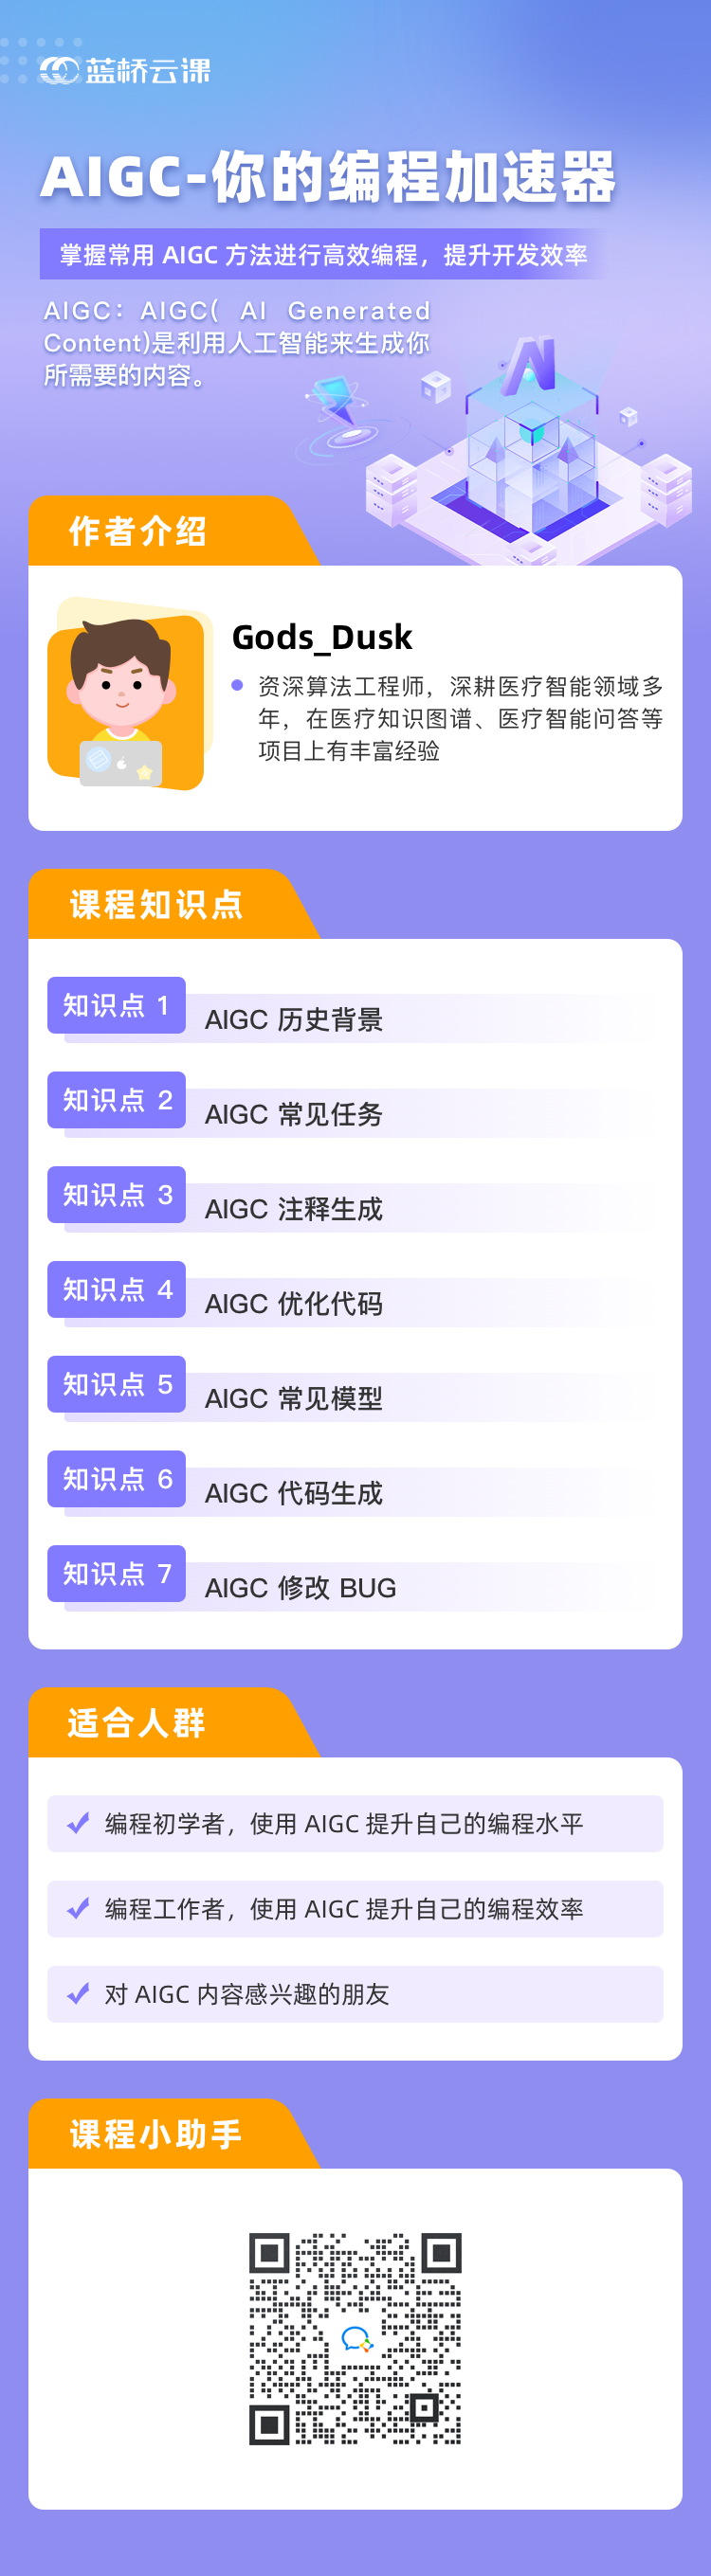 蓝桥云课
AIGC-你的编程加速器
掌握常用 AIGC 方法进行高效编程，提升开发效率
AIGC：AIGC( AI Generated
Content)是利用人工智能来生成你
所需要的内容。
作者介绍
Gods_Dusk
资深算法工程师，深耕医疗智能领域多
年，在医疗知识图谱、医疗智能问答等
项目上有丰富经验
课程知识点
知识点 1
AIGC 历史背景
知识点 2
AIGC 常见任务
知识点 3
AIGC 注释生成
知识点 4
AIGC 优化代码
知识点 5
AIGC 常见模型
知识点 6
AIGC 代码生成
知识点 7
AIGC 修改 BUG
适合人群
编程初学者，使用 AIGC 提升自己的编程水平
编程工作者，使用 AIGC 提升自己的编程效率
对 AIGC 内容感兴趣的朋友
课程小助手